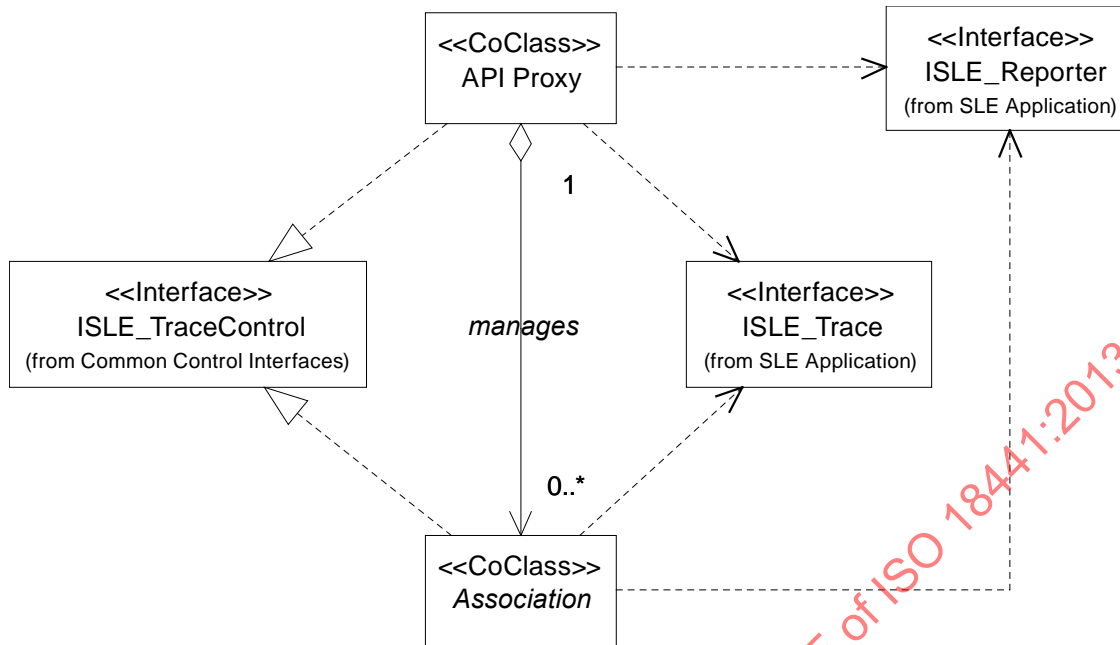 <<CoClass>>
API Proxy
<<Interface>>
ISLE_Reporter
(from SLE Application)
1
<<Interface>>
ISLE_TraceControl
(from Common Control Interfaces)
manages
<<Interface>>
ISLE_Trace
(from SLE Application)
0..*
<<CoClass>>
Association
of ISO 18441:2013